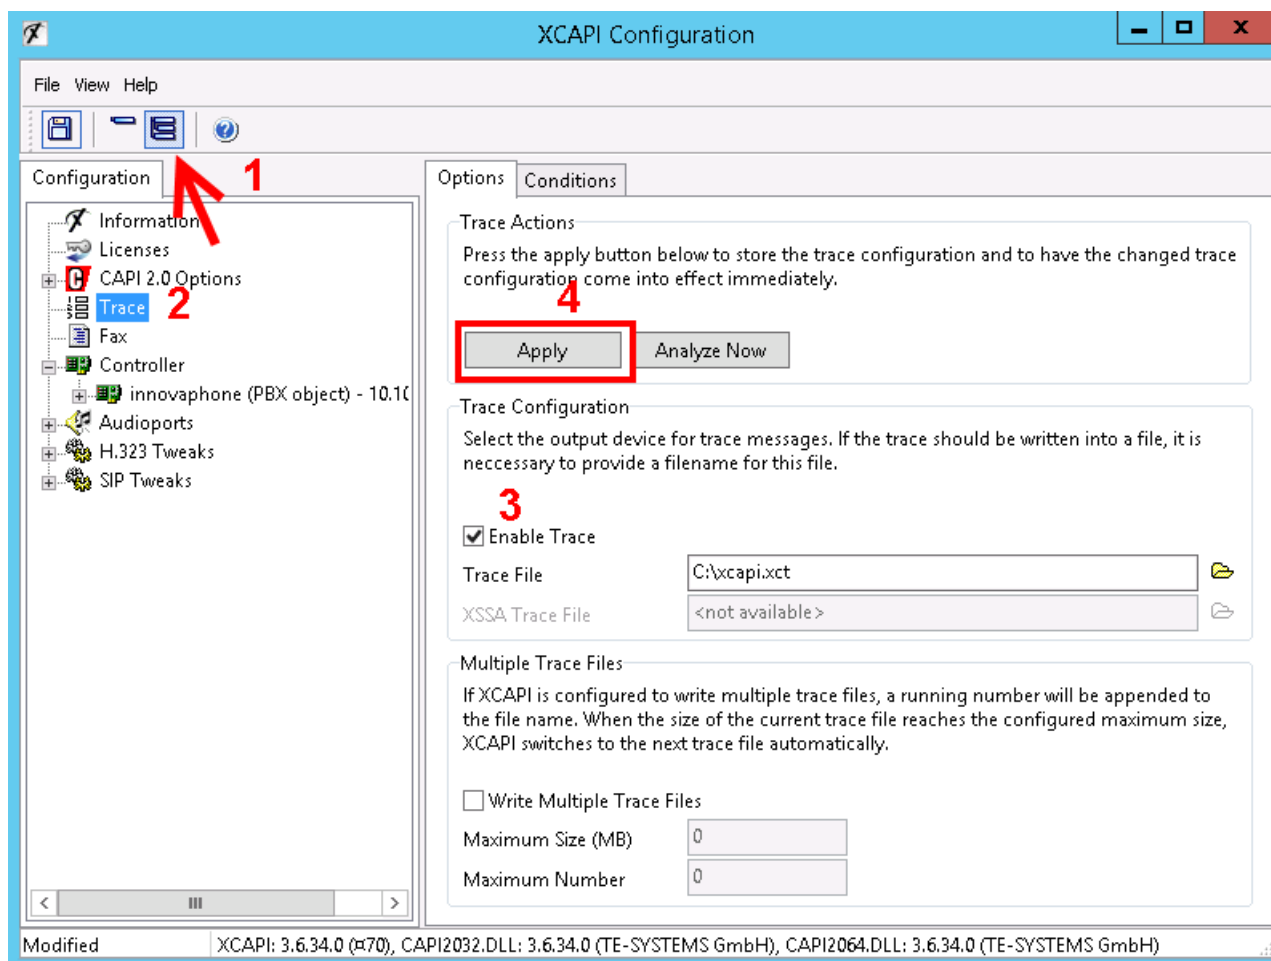 XCAPI Configuration
File View Help
1
Configuration
Options Conditions
Information
Licenses
CAPI 2.0 Options
Trace 2
Fax
Controller
innovaphone (PBX object) - 10.10
Audioports
H.323 Tweaks
SIP Tweaks
Trace Actions
Press the apply button below to store the trace configuration and to have the changed trace
configuration come into effect immediately.
4
Apply Analyze Now
Trace Configuration
Select the output device for trace messages. If the trace should be written into a file, it is
neccessary to provide a filename for this file.
3
Enable Trace
Trace File C:\xcapi.xct
XSSA Trace File <not available>
Multiple Trace Files
If XCAPI is configured to write multiple trace files, a running number will be appended to
the file name. When the size of the current trace file reaches the configured maximum size,
XCAPI switches to the next trace file automatically.
Write Multiple Trace Files
Maximum Size (MB) 0
Maximum Number 0
Modified XCAPI: 3.6.34.0 (¤70), CAPI2032.DLL: 3.6.34.0 (TE-SYSTEMS GmbH), CAPI2064.DLL: 3.6.34.0 (TE-SYSTEMS GmbH)